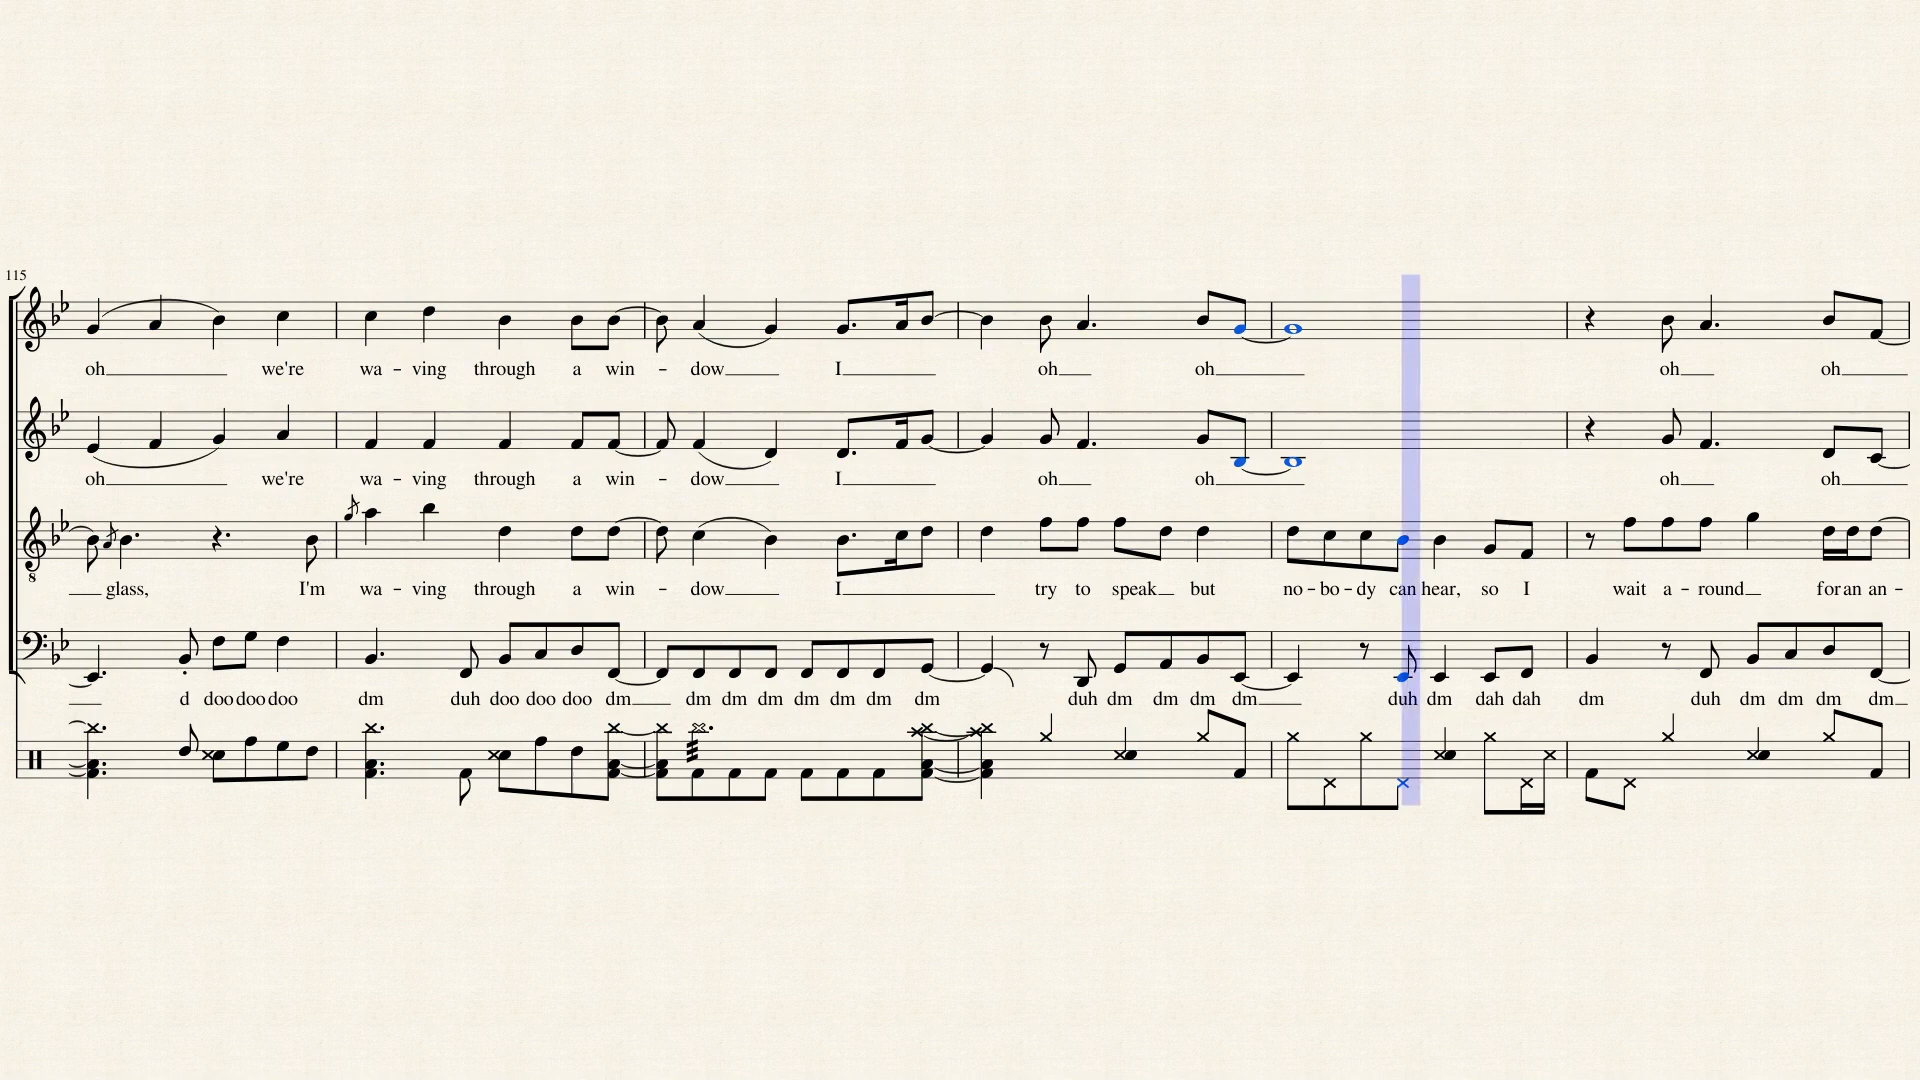 115
oh we're wa - ving through a win - dow I oh oh oh oh
oh we're wa - ving through a win - dow I oh oh oh oh
8
glass, I'm wa - ving through a win - dow I try to speak but no - bo - dy can hear, so I wait a - round for an an -
d doo doo doo dm duh doo doo doo dm dm dm dm dm dm dm dm duh dm dm dm dm duh dm dah dah dm duh dm dm dm dm